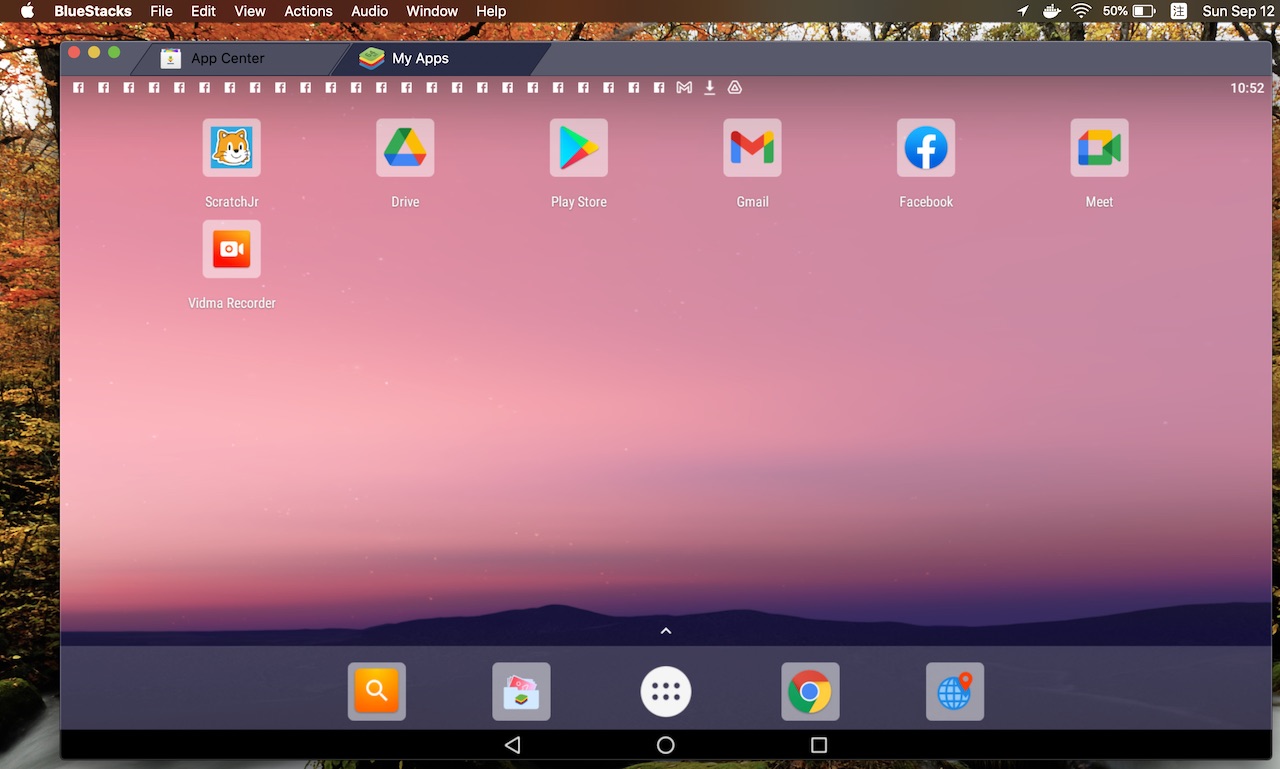 BlueStacks File Edit View Actions Audio Window Help 50% 注 Sun Sep 12
App Center My Apps
10:52
ScratchJr Drive Play Store Gmail Facebook Meet
Vidma Recorder